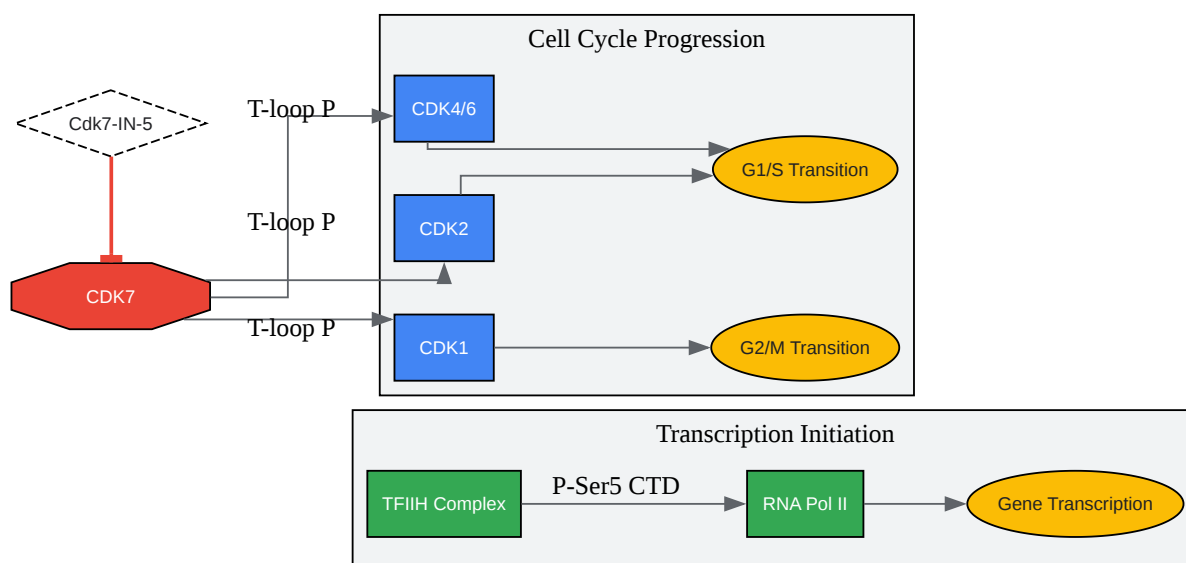 Cell Cycle Progression
Cdk7-IN-5
T-loop P
CDK4/6
G1/S Transition
T-loop P
CDK2
CDK7
T-loop P
CDK1
G2/M Transition
Transcription Initiation
TFIIH Complex
P-Ser5 CTD
RNA Pol II
Gene Transcription